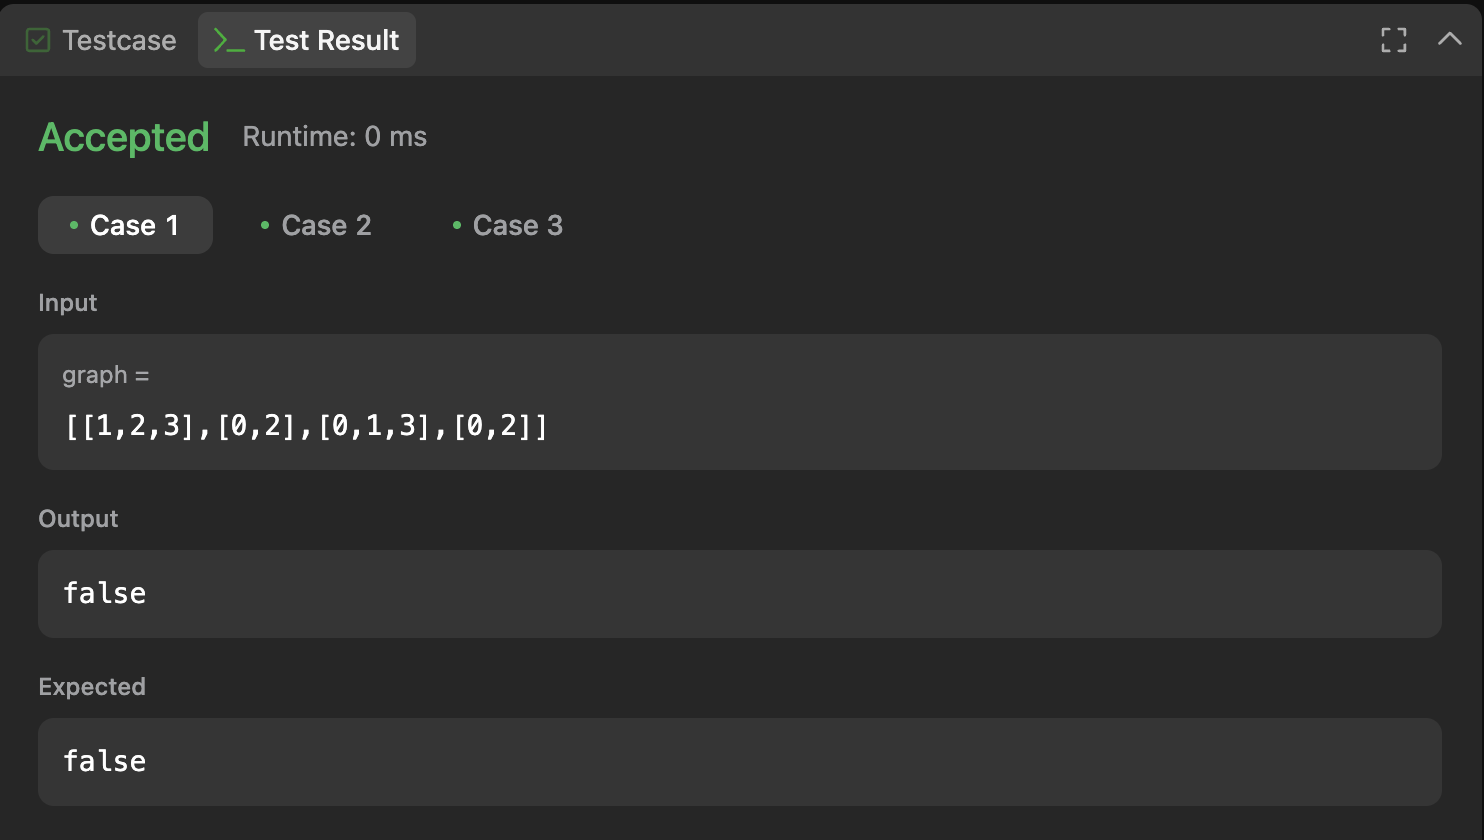 Testcase Test Result
Accepted Runtime: 0 ms
Case 1 Case 2 Case 3
Input
graph =
[[1,2,3],[0,2],[0,1,3],[0,2]]
Output
false
Expected
false